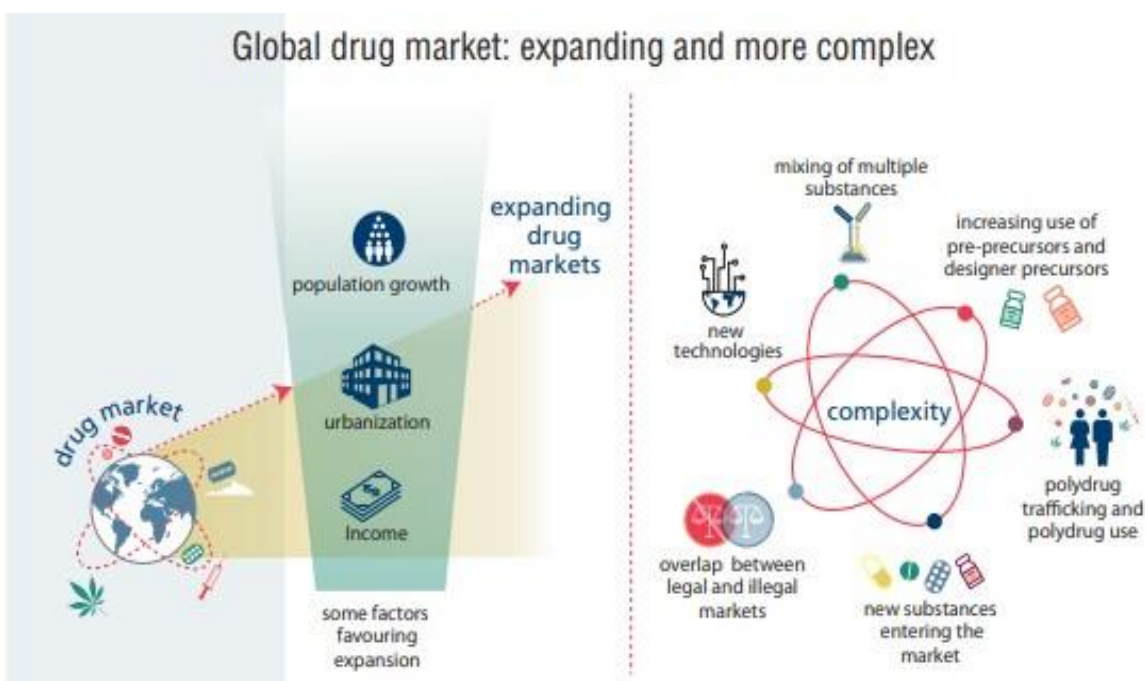 Global drug market: expanding and more complex
drug market
population growth
urbanization
Income
some factors
favouring
expansion
expanding
drug
markets
mixing of multiple
substances
increasing use of
pre-precursors and
designer precursors
new
technologies
complexity
polydrug
trafficking and
polydrug use
overlap between
legal and illegal
markets
new substances
entering the
market